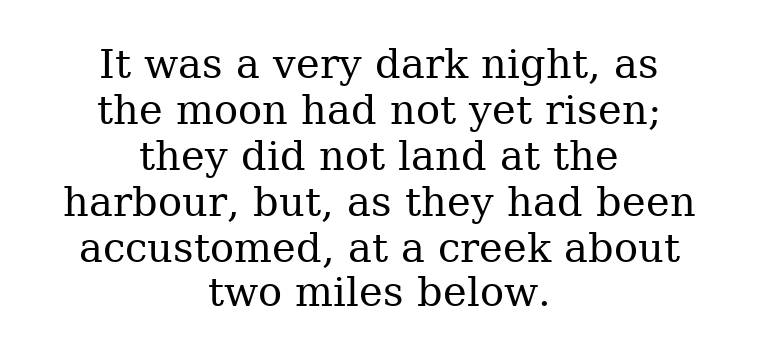 It was a very dark night, as
the moon had not yet risen;
they did not land at the
harbour, but, as they had been
accustomed, at a creek about
two miles below.